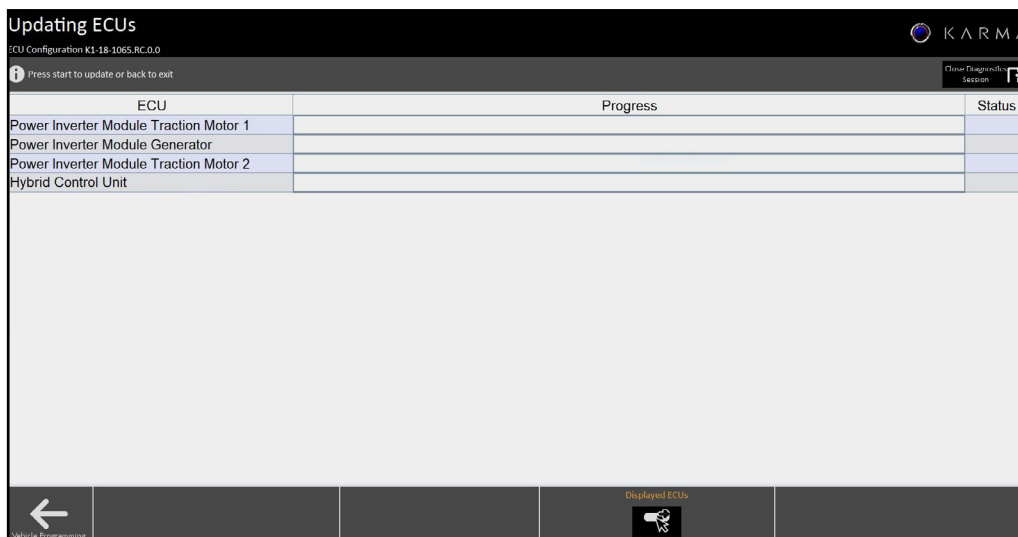 Updating ECUs
ECU Configuration K1-18-1065.RC.0.0
KARMA
Press start to update or back to exit
Close Diagnostics
Session
ECU Progress Status
Power Inverter Module Traction Motor 1
Power Inverter Module Generator
Power Inverter Module Traction Motor 2
Hybrid Control Unit
Displayed ECUs
Vehicle Programming